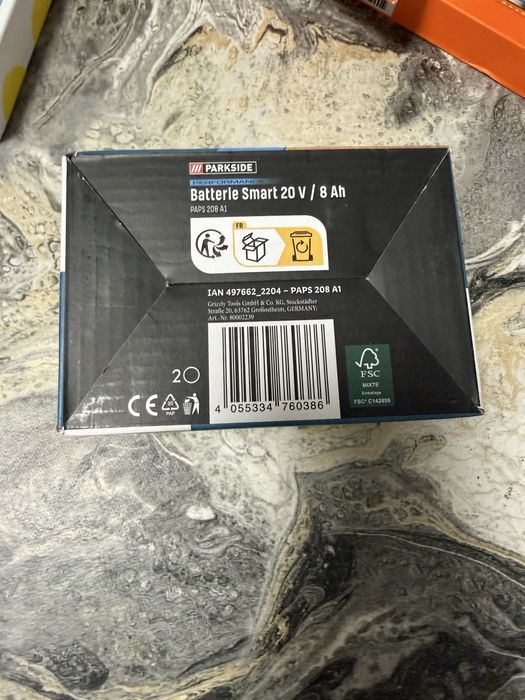 PARKSIDE
PERFORMANCE
Batterie Smart 20 V / 8 Ah
PAPS 208 A1
FR
IAN 497662_2204 – PAPS 208 A1
Grizzly Tools GmbH & Co. KG, Stockstädter
Straße 20, 63762 Großostheim, GERMANY;
Art.-Nr. 80002239
2
CE
20
PAP
4 055334 760386
FSC
MIXTE
Emballage
FSC® C142859